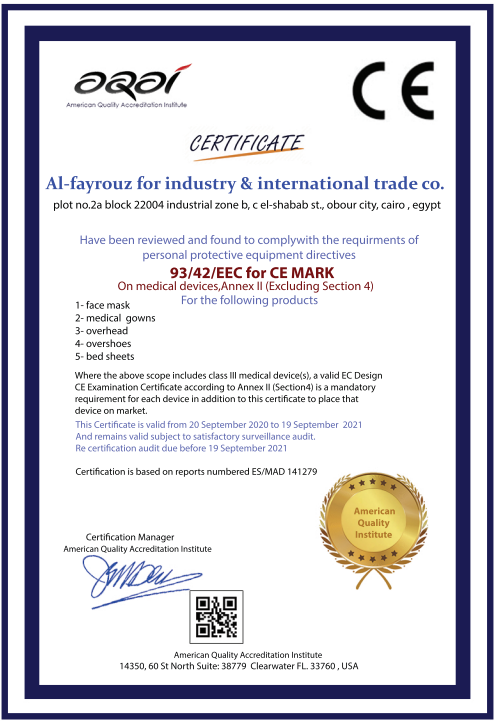 aqai
American Quality Accreditation Institute
CE
CERTIFICATE
Al-fayrouz for industry & international trade co.
plot no.2a block 22004 industrial zone b, c el-shabab st., obour city, cairo , egypt
Have been reviewed and found to complywith the requirments of
personal protective equipment directives
93/42/EEC for CE MARK
On medical devices,Annex II (Excluding Section 4)
For the following products
1- face mask
2- medical gowns
3- overhead
4- overshoes
5- bed sheets
Where the above scope includes class III medical device(s), a valid EC Design
CE Examination Certificate according to Annex II (Section4) is a mandatory
requirement for each device in addition to this certificate to place that
device on market.
This Certificate is valid from 20 September 2020 to 19 September 2021
And remains valid subject to satisfactory surveillance audit.
Re certification audit due before 19 September 2021
Certification is based on reports numbered ES/MAD 141279
American
Quality
Institute
Certification Manager
American Quality Accreditation Institute
American Quality Accreditation Institute
14350, 60 St North Suite: 38779 Clearwater FL. 33760 , USA